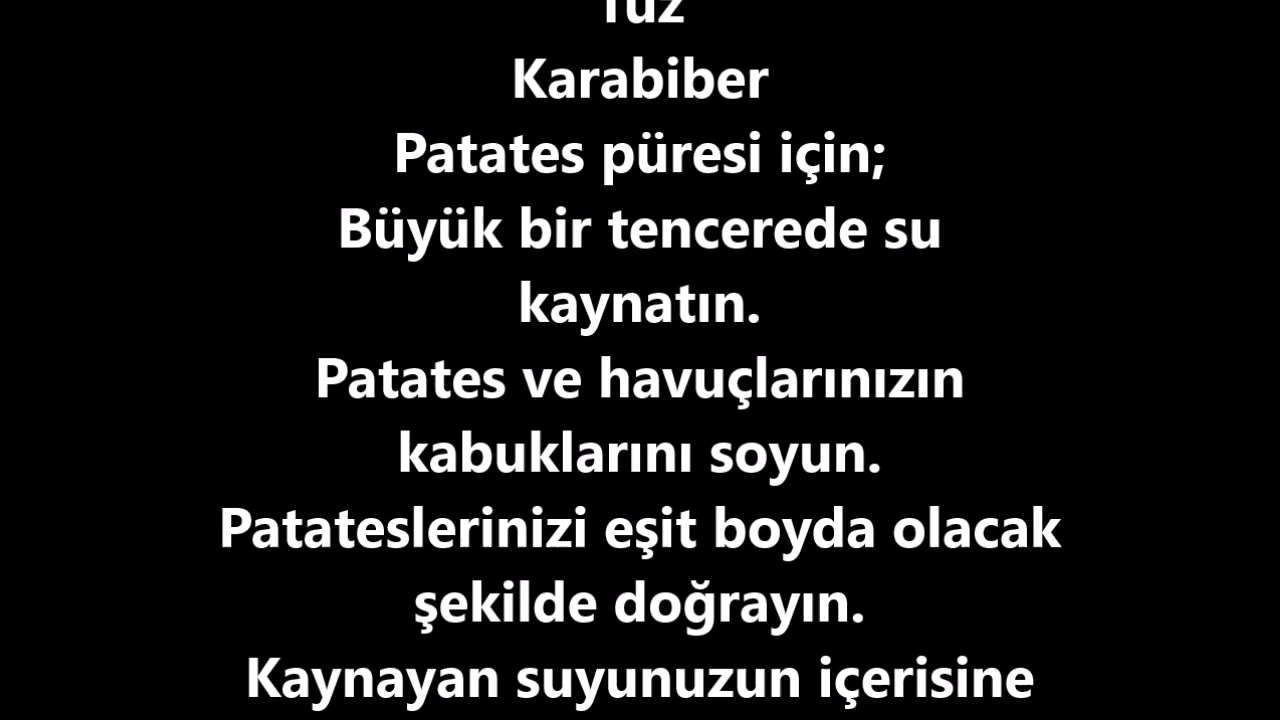 Tuz
Karabiber
Patates püresi için;
Büyük bir tencerede su
kaynatın.
Patates ve havuçlarınızın
kabuklarını soyun.
Patateslerinizi eşit boyda olacak
şekilde doğrayın.
Kaynayan suyunuzun içerisine